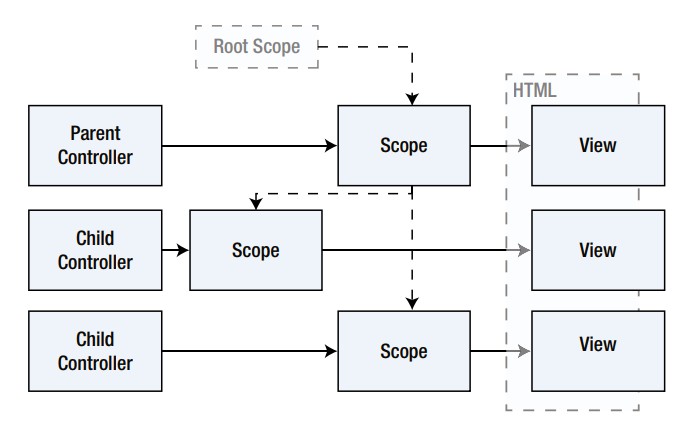 Root Scope
HTML
Parent
Controller
Scope
View
Child
Controller
Scope
View
Child
Controller
Scope
View